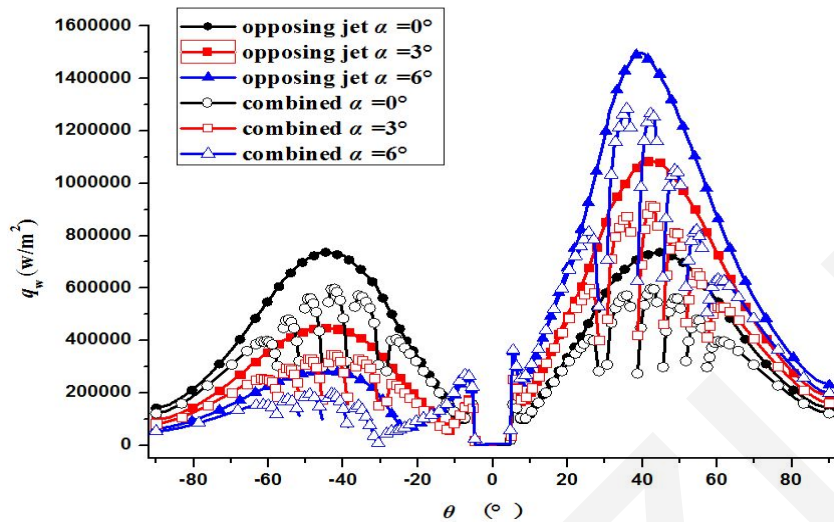 opposing jet α =0°
opposing jet α =3°
opposing jet α =6°
combined α =0°
combined α =3°
combined α =6°
1600000
1400000
1200000
1000000
800000
600000
400000
200000
0
q_w (w/m²)
-80 -60 -40 -20 0 20 40 60 80
θ (°)